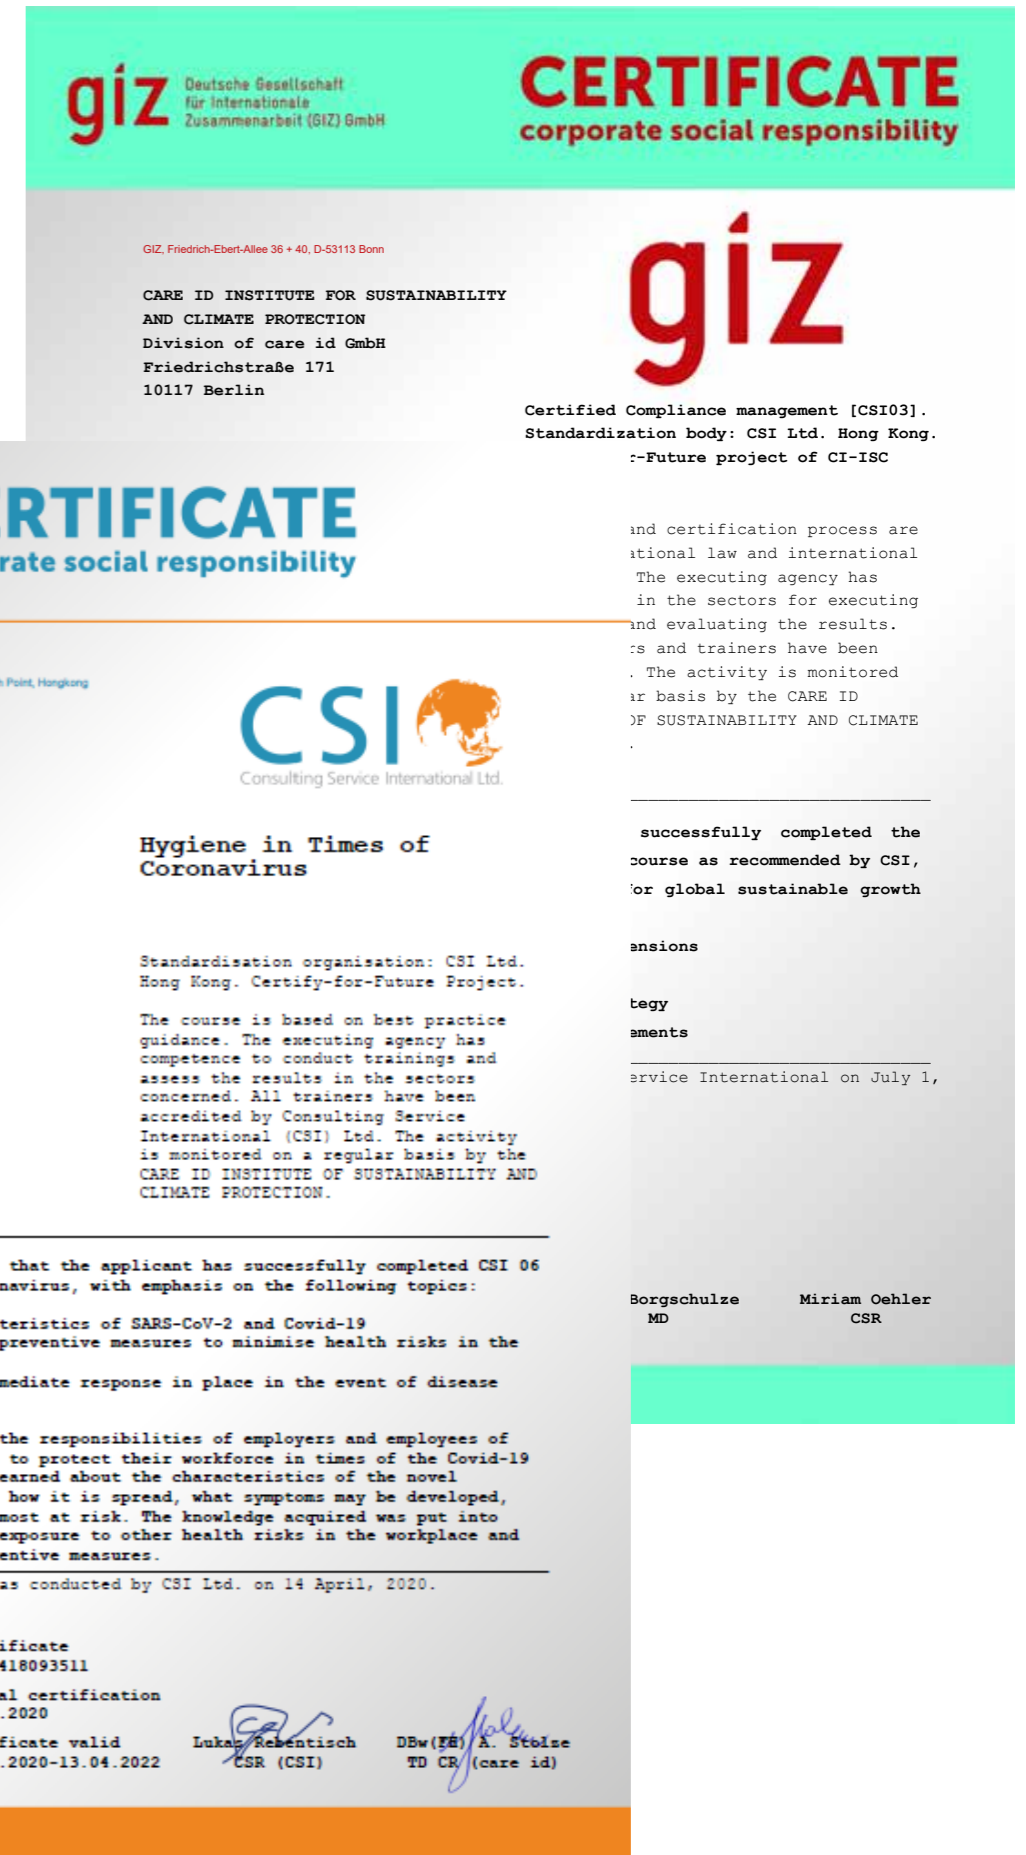 giz
Deutsche Gesellschaft
für Internationale
Zusammenarbeit (GIZ) GmbH
CERTIFICATE
corporate social responsibility
GIZ, Friedrich-Ebert-Allee 36 + 40, D-53113 Bonn
giz
CARE ID INSTITUTE FOR SUSTAINABILITY
AND CLIMATE PROTECTION
Division of care id GmbH
Friedrichstraße 171
10117 Berlin
Certified Compliance management [CSI03].
Standardization body: CSI Ltd. Hong Kong.
r-Future project of CI-ISC
and certification process are
ational law and international
The executing agency has
in the sectors for executing
and evaluating the results.
rs and trainers have been
. The activity is monitored
ar basis by the CARE ID
OF SUSTAINABILITY AND CLIMATE
.
successfully completed the
course as recommended by CSI,
for global sustainable growth
ensions
tegy
ements
ervice International on July 1,
Borgschulze
MD
Miriam Oehler
CSR
ERTIFICATE
rate social responsibility
h Point, Hongkong
CSI
Consulting Service International Ltd.
Hygiene in Times of
Coronavirus
Standardisation organisation: CSI Ltd.
Hong Kong. Certify-for-Future Project.
The course is based on best practice
guidance. The executing agency has
competence to conduct trainings and
assess the results in the sectors
concerned. All trainers have been
accredited by Consulting Service
International (CSI) Ltd. The activity
is monitored on a regular basis by the
CARE ID INSTITUTE OF SUSTAINABILITY AND
CLIMATE PROTECTION.
that the applicant has successfully completed CSI 06
navirus, with emphasis on the following topics:
teristics of SARS-CoV-2 and Covid-19
preventive measures to minimise health risks in the
mediate response in place in the event of disease
the responsibilities of employers and employees of
to protect their workforce in times of the Covid-19
earned about the characteristics of the novel
how it is spread, what symptoms may be developed,
most at risk. The knowledge acquired was put into
exposure to other health risks in the workplace and
entive measures.
as conducted by CSI Ltd. on 14 April, 2020.
ificate
418093511
al certification
.2020
ficate valid
.2020-13.04.2022
Lukas Rebentisch
CSR (CSI)
DBw(FH) A. Stolse
TD CR (care id)